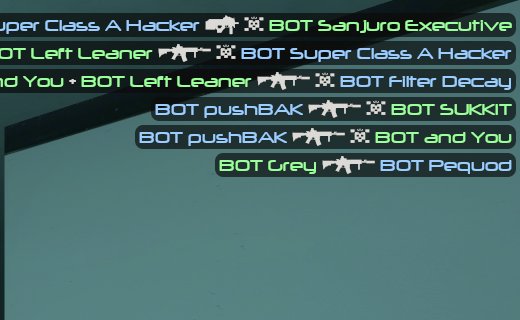 uper Class A Hacker BOT Sanjuro Executive
OT Left Leaner BOT Super Class A Hacker
nd You + BOT Left Leaner BOT Filter Decay
BOT pushBAK BOT SUKKIT
BOT pushBAK BOT and You
BOT Grey BOT Pequod